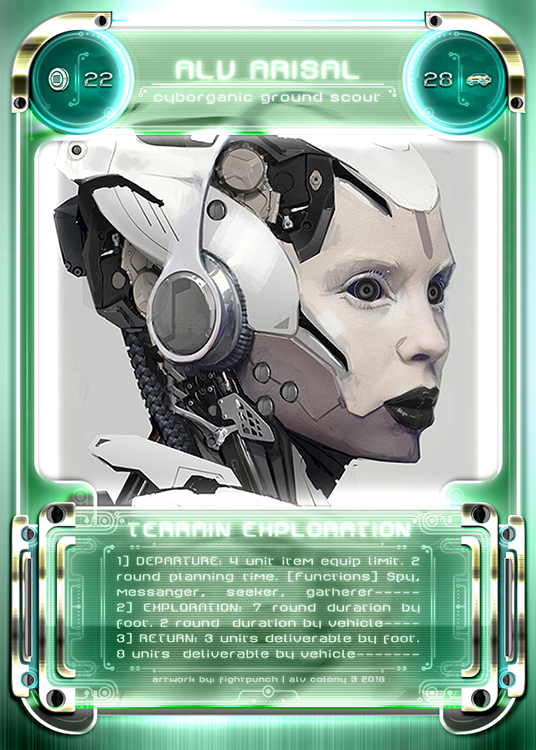 22
ALV ARISAL
28
cyborganic ground scout
TERRAIN EXPLORATION
1] DEPARTURE: 4 unit item equip limit. 2
round planning time. [Functions] Spy,
Messanger, seeker, gatherer-----
2] EXPLORATION: 7 round duration by
foot. 2 round duration by vehicle----
3] RETURN: 3 units deliverable by foot.
8 units deliverable by vehicle-------
artwork by: fightpunch | alv colony 3 2016